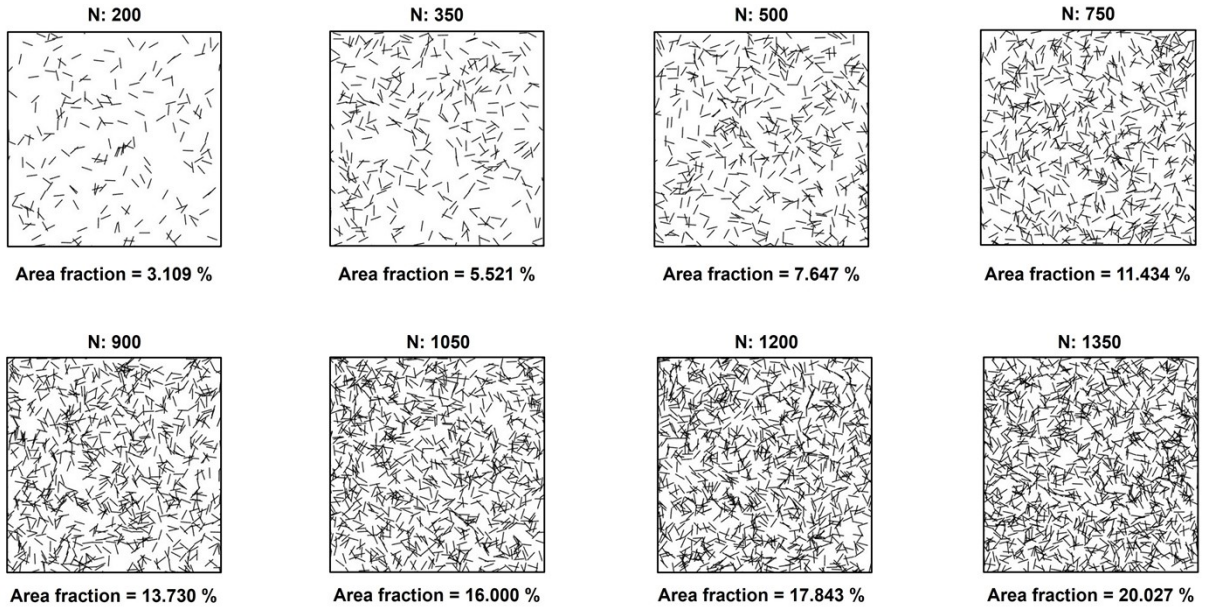 N: 200
N: 350
N: 500
N: 750
Area fraction = 3.109 %
Area fraction = 5.521 %
Area fraction = 7.647 %
Area fraction = 11.434 %
N: 900
N: 1050
N: 1200
N: 1350
Area fraction = 13.730 %
Area fraction = 16.000 %
Area fraction = 17.843 %
Area fraction = 20.027 %